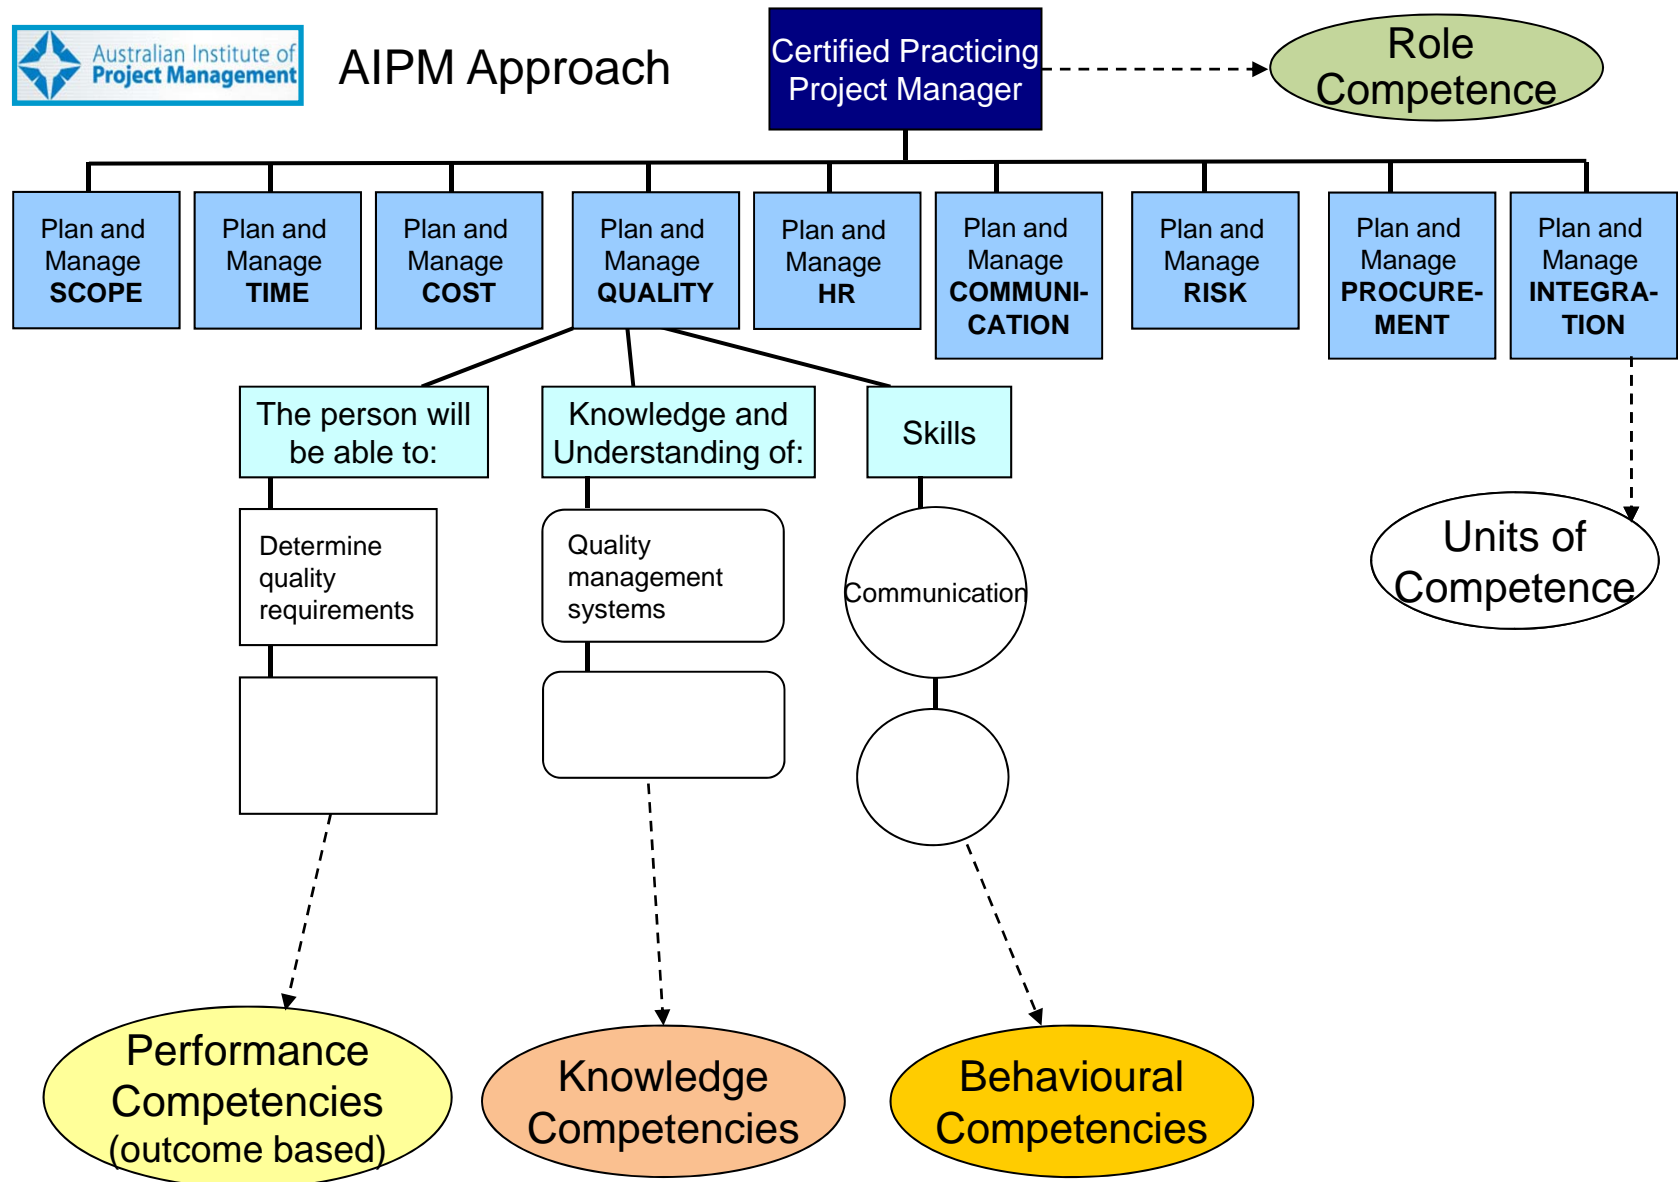 Australian Institute of
Project Management
AIPM Approach
Certified Practicing
Project Manager
Role
Competence
Plan and
Manage
SCOPE
Plan and
Manage
TIME
Plan and
Manage
COST
Plan and
Manage
QUALITY
Plan and
Manage
HR
Plan and
Manage
COMMUNI-
CATION
Plan and
Manage
RISK
Plan and
Manage
PROCURE-
MENT
Plan and
Manage
INTEGRA-
TION
The person will
be able to:
Knowledge and
Understanding of:
Skills
Determine
quality
requirements
Quality
management
systems
Communication
Units of
Competence
Performance
Competencies
(outcome based)
Knowledge
Competencies
Behavioural
Competencies